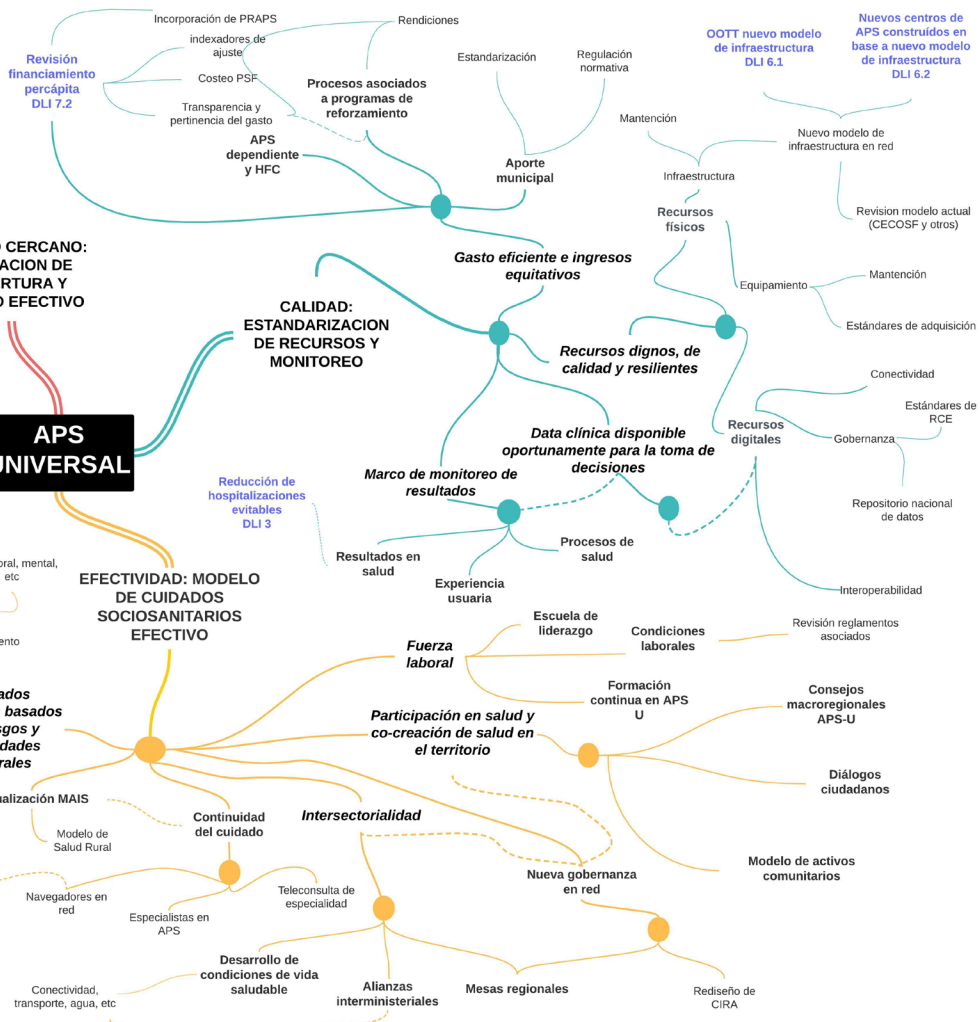 Incorporación de PRAPS
indexadores de
ajuste
Costeo PSF
Transparencia y
pertinencia del gasto
Revisión
financiamiento
percápita
DLI 7.2
Rendiciones
Procesos asociados
a programas de
reforzamiento
APS
dependiente
y HFC
Estandarización
Regulación
normativa
Aporte
municipal
OOTT nuevo modelo
de infraestructura
DLI 6.1
Nuevos centros de
APS construídos en
base a nuevo modelo
de infraestructura
DLI 6.2
Mantención
Nuevo modelo de
infraestructura en red
Infraestructura
Revision modelo actual
(CECOSF y otros)
Recursos
físicos
Equipamiento
Mantención
Estándares de adquisición
CERCANO:
ACION DE
RTURA Y
EFECTIVO
CALIDAD:
ESTANDARIZACION
DE RECURSOS Y
MONITOREO
Gasto eficiente e ingresos
equitativos
Recursos dignos, de
calidad y resilientes
Data clínica disponible
oportunamente para la toma de
decisiones
Marco de monitoreo de
resultados
Recursos
digitales
Conectividad
Gobernanza
Estándares de
RCE
Repositorio nacional
de datos
Interoperabilidad
APS
UNIVERSAL
Reducción de
hospitalizaciones
evitables
DLI 3
Resultados en
salud
Experiencia
usuaria
Procesos de
salud
oral, mental,
etc
ento
EFECTIVIDAD: MODELO
DE CUIDADOS
SOCIOSANITARIOS
EFECTIVO
Fuerza
laboral
Escuela de
liderazgo
Condiciones
laborales
Revisión reglamentos
asociados
Formación
continua en APS
U
ados
basados
sgos y
idades
rales
Participación en salud y
co-creación de salud en
el territorio
Consejos
macroregionales
APS-U
Diálogos
ciudadanos
Modelo de activos
comunitarios
ualización MAIS
Modelo de
Salud Rural
Continuidad
del cuidado
Intersectorialidad
Nueva gobernanza
en red
Navegadores en
red
Especialistas en
APS
Teleconsulta de
especialidad
Desarrollo de
condiciones de vida
saludable
Conectividad,
transporte, agua, etc
Alianzas
interministeriales
Mesas regionales
Rediseño de
CIRA